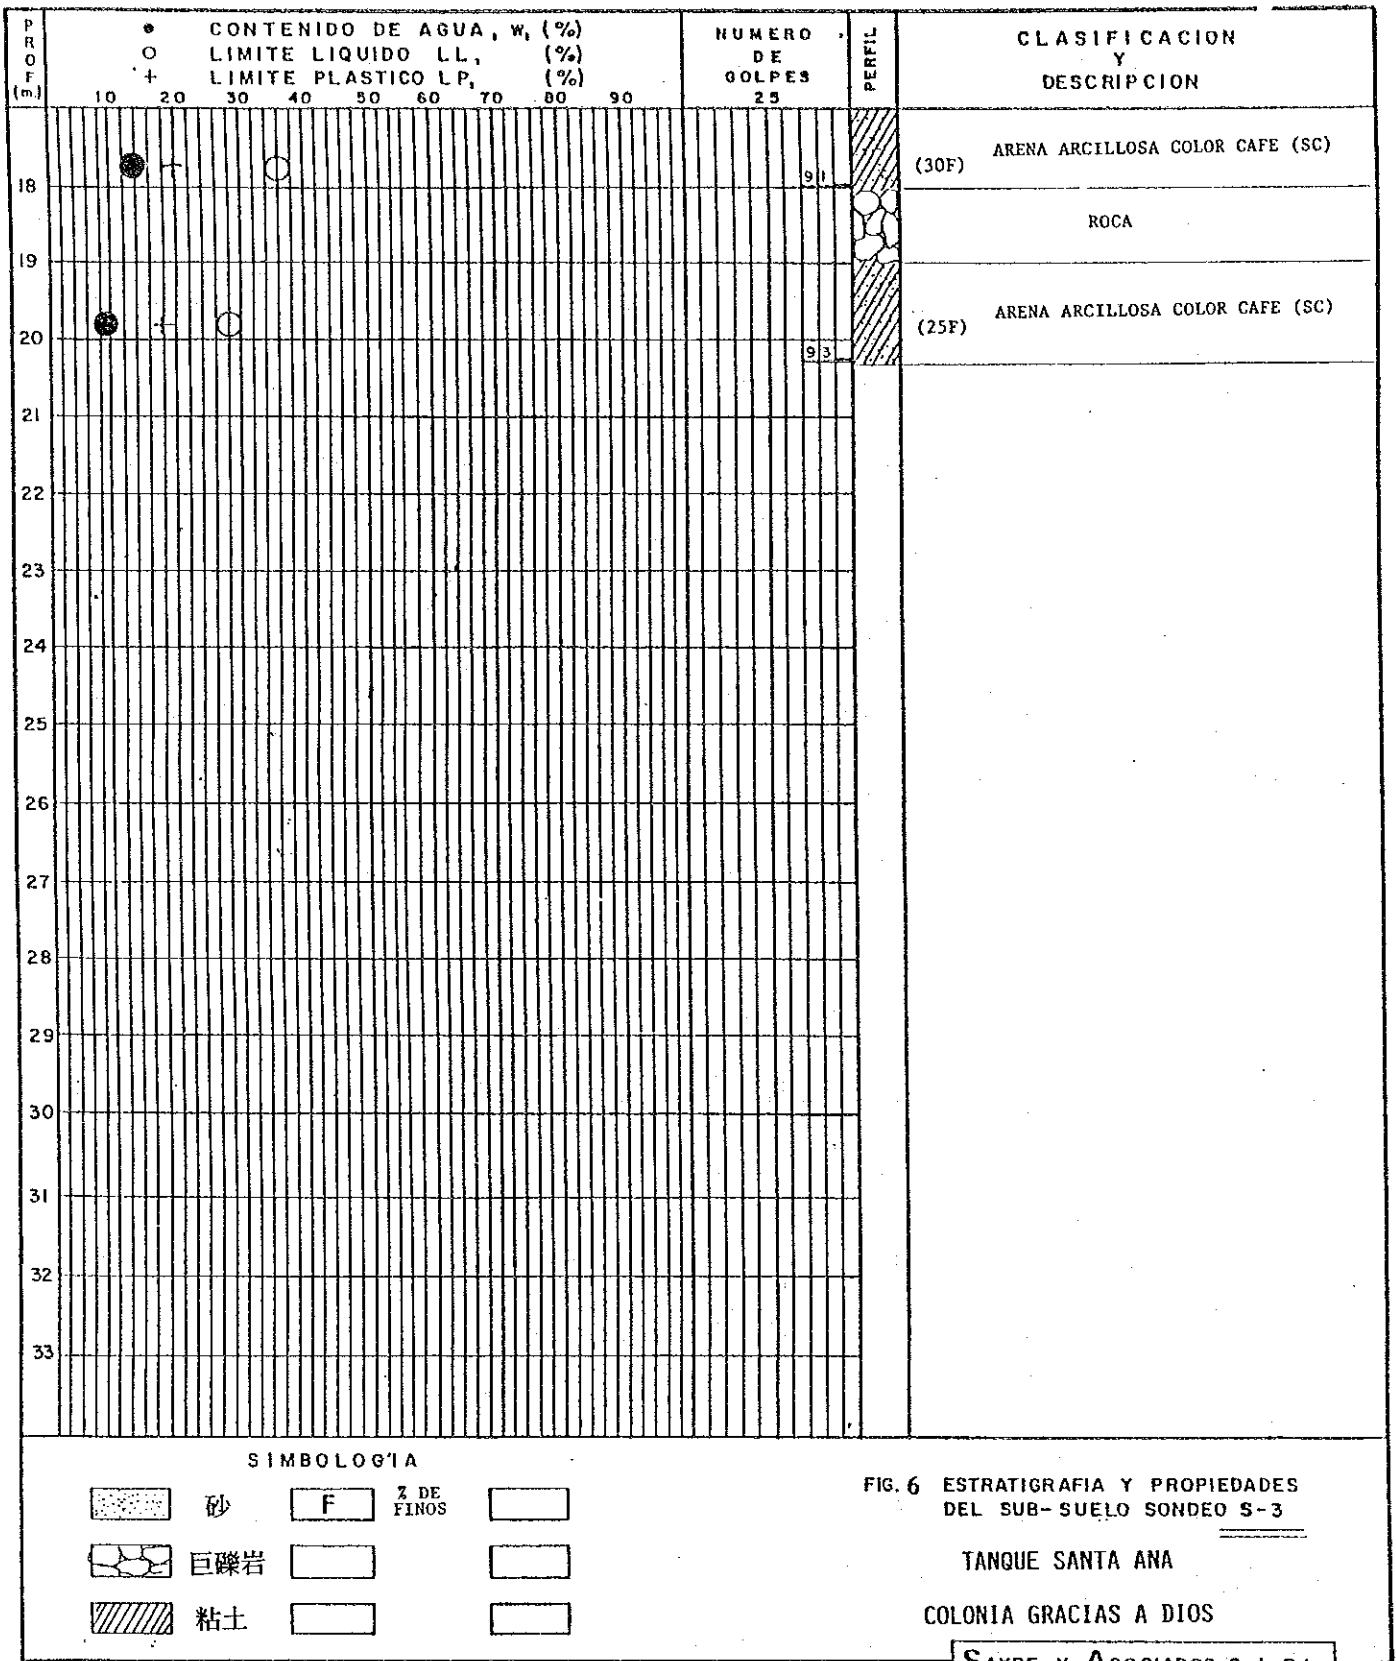 PROF (m.)
● CONTENIDO DE AGUA, W, (%)
○ LIMITE LIQUIDO LL, (%)
+ LIMITE PLASTICO LP, (%)
10 20 30 40 50 60 70 80 90
NUMERO
DE
GOLPES
25
PERFIL
CLASIFICACION
Y
DESCRIPCION
(30F) ARENA ARCILLOSA COLOR CAFE (SC)
18
91
ROCA
19
(25F) ARENA ARCILLOSA COLOR CAFE (SC)
20
93
21
22
23
24
25
26
27
28
29
30
31
32
33
SIMBOLOGIA
砂
F
% DE
FINOS
巨礫岩
粘土
FIG. 6 ESTRATIGRAFIA Y PROPIEDADES
DEL SUB-SUELO SONDEO S-3
TANQUE SANTA ANA
COLONIA GRACIAS A DIOS